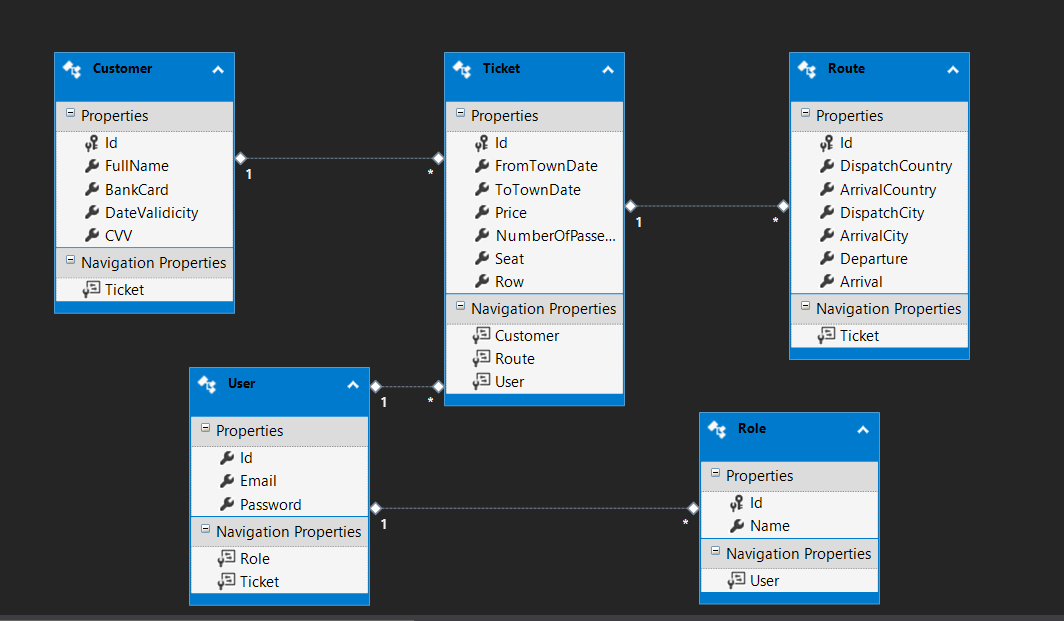 Customer
Properties
Id
FullName
BankCard
DateValidicity
CVV
Navigation Properties
Ticket
1
*
Ticket
Properties
Id
FromTownDate
ToTownDate
Price
NumberOfPasse...
Seat
Row
Navigation Properties
Customer
Route
User
1
*
Route
Properties
Id
DispatchCountry
ArrivalCountry
DispatchCity
ArrivalCity
Departure
Arrival
Navigation Properties
Ticket
User
Properties
Id
Email
Password
Navigation Properties
Role
Ticket
1
*
1
*
Role
Properties
Id
Name
Navigation Properties
User